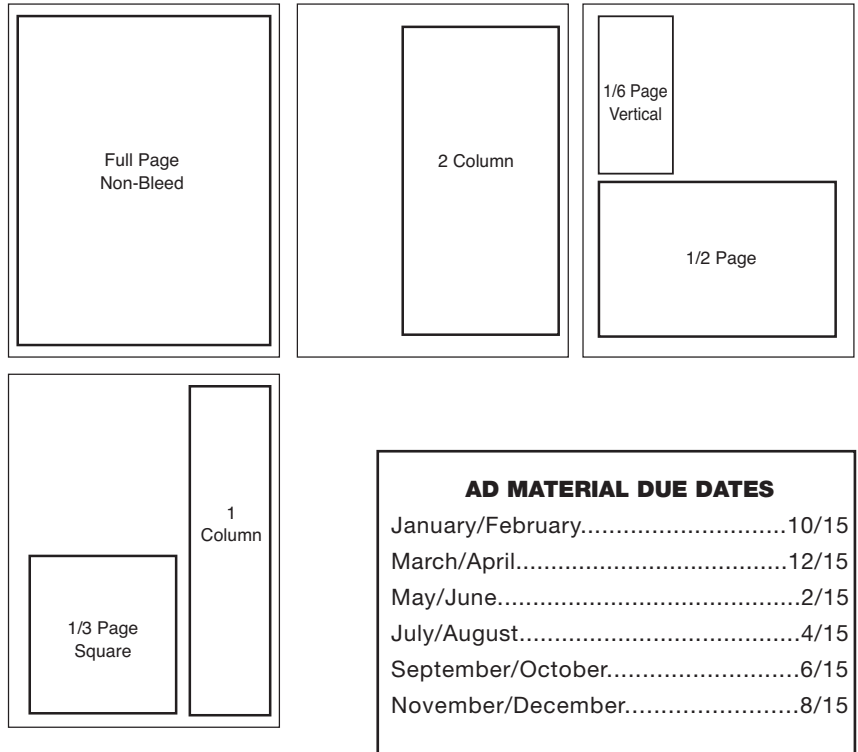 Full Page
Non-Bleed
2 Column
1/6 Page
Vertical
1/2 Page
1
Column
1/3 Page
Square
AD MATERIAL DUE DATES
January/February............................10/15
March/April.....................................12/15
May/June.........................................2/15
July/August......................................4/15
September/October..........................6/15
November/December........................8/15